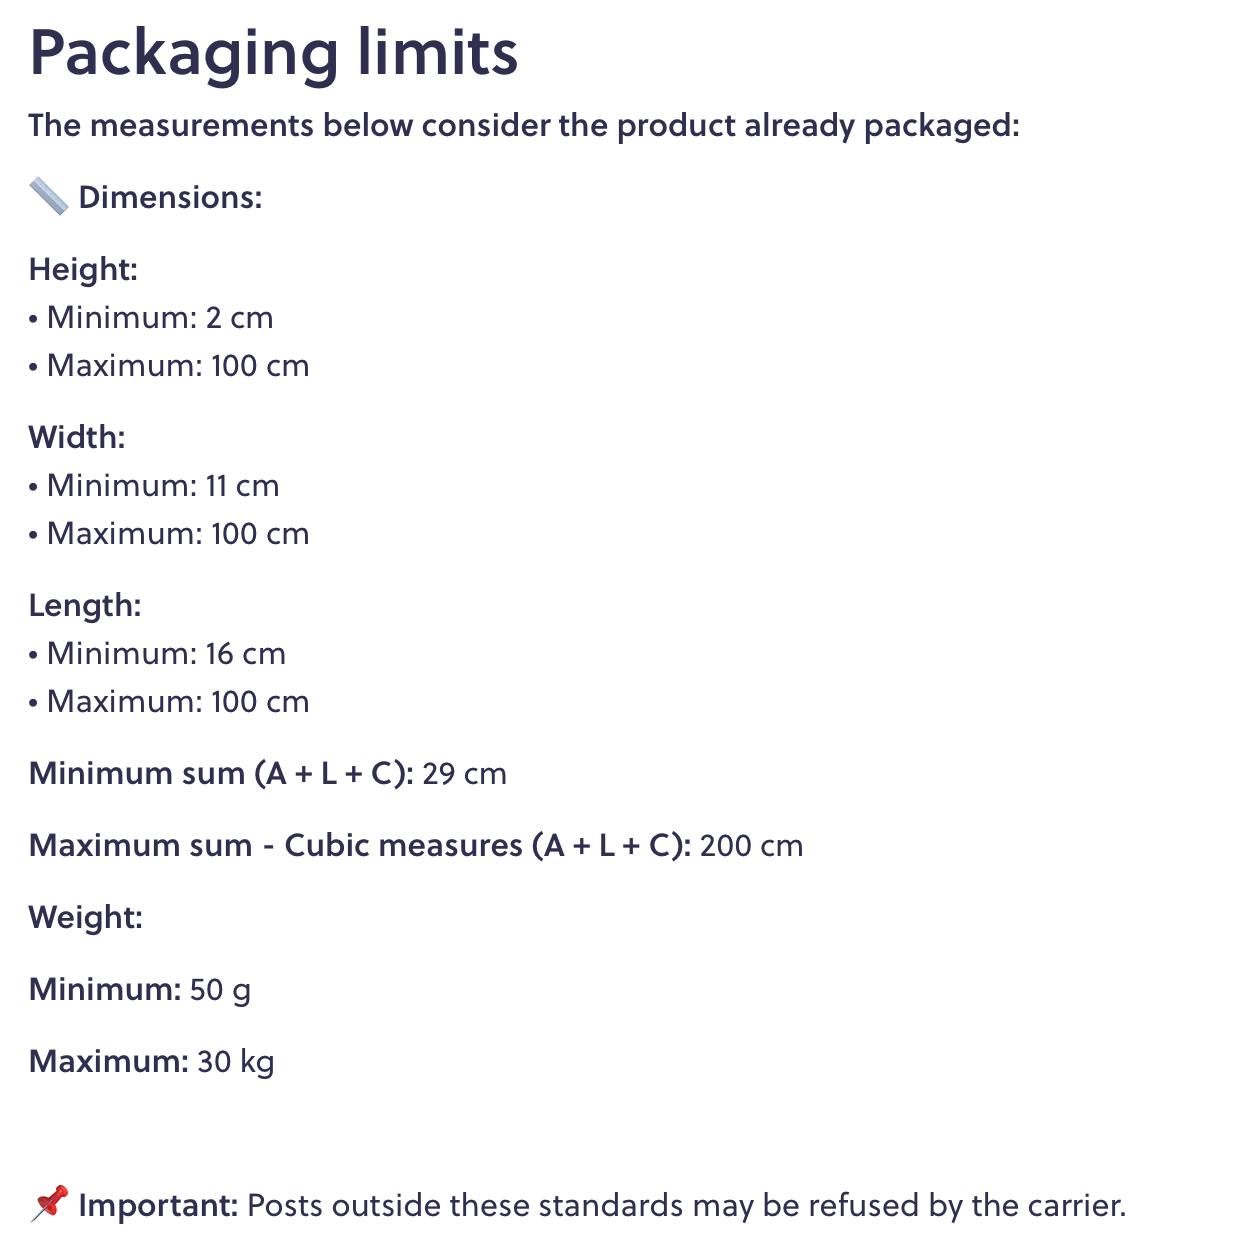 Packaging limits
The measurements below consider the product already packaged:
📏 Dimensions:
Height:
• Minimum: 2 cm
• Maximum: 100 cm
Width:
• Minimum: 11 cm
• Maximum: 100 cm
Length:
• Minimum: 16 cm
• Maximum: 100 cm
Minimum sum (A + L + C): 29 cm
Maximum sum - Cubic measures (A + L + C): 200 cm
Weight:
Minimum: 50 g
Maximum: 30 kg
📌 Important: Posts outside these standards may be refused by the carrier.